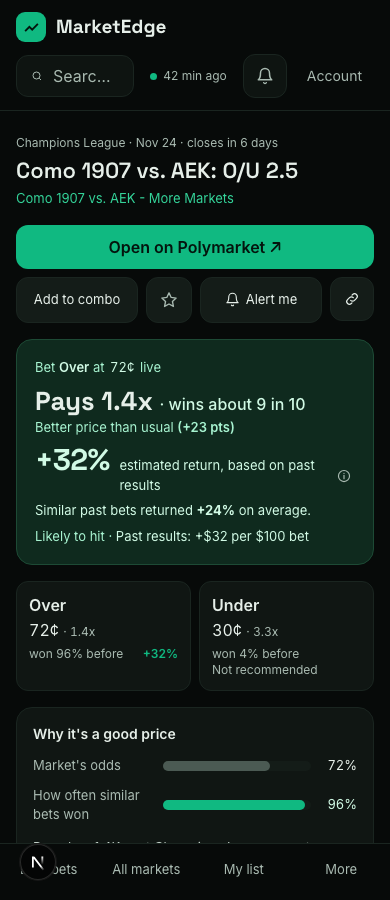 MarketEdge
Searc...
42 min ago
Account
Champions League · Nov 24 · closes in 6 days
Como 1907 vs. AEK: O/U 2.5
Como 1907 vs. AEK - More Markets
Open on Polymarket ↗
Add to combo
Alert me
Bet Over at 72¢ live
Pays 1.4x · wins about 9 in 10
Better price than usual (+23 pts)
+32% estimated return, based on past
results
Similar past bets returned +24% on average.
Likely to hit · Past results: +$32 per $100 bet
Over
72¢ · 1.4x
won 96% before +32%
Under
30¢ · 3.3x
won 4% before
Not recommended
Why it's a good price
Market's odds 72%
How often similar
bets won 96%
N
bets
All markets
My list
More